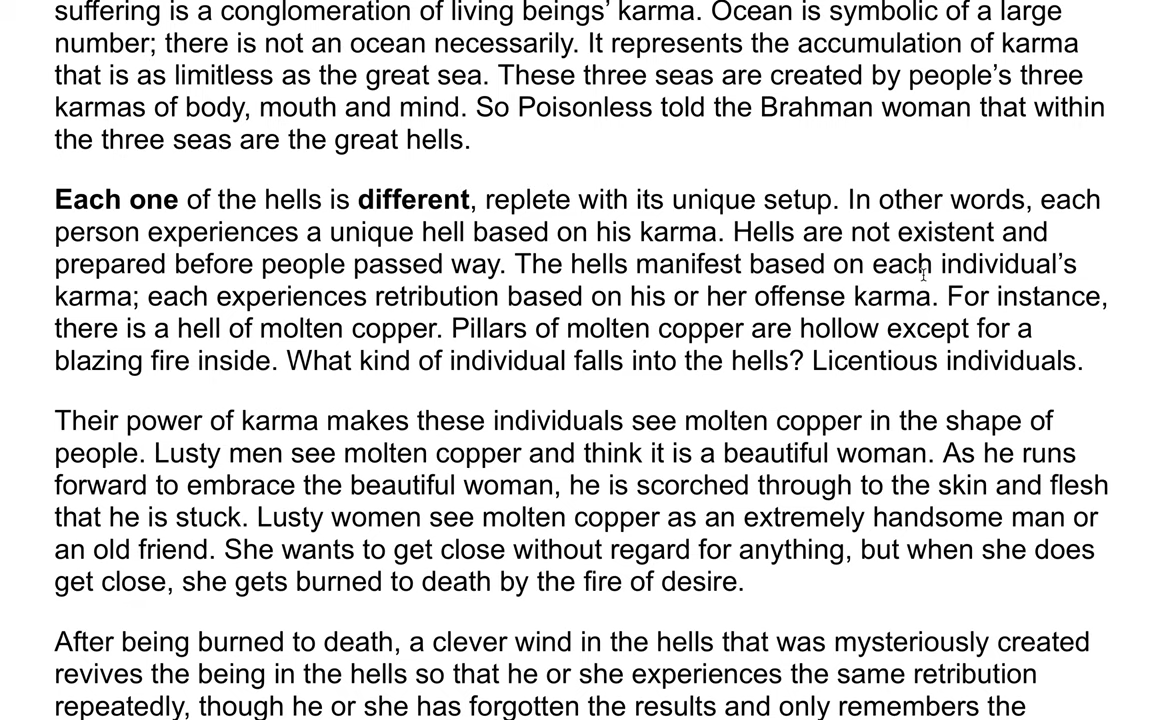 suffering is a conglomeration of living beings’ karma. Ocean is symbolic of a large
number; there is not an ocean necessarily. It represents the accumulation of karma
that is as limitless as the great sea. These three seas are created by people’s three
karmas of body, mouth and mind. So Poisonless told the Brahman woman that within
the three seas are the great hells.
Each one of the hells is different, replete with its unique setup. In other words, each
person experiences a unique hell based on his karma. Hells are not existent and
prepared before people passed way. The hells manifest based on each individual’s
karma; each experiences retribution based on his or her offense karma. For instance,
there is a hell of molten copper. Pillars of molten copper are hollow except for a
blazing fire inside. What kind of individual falls into the hells? Licentious individuals.
Their power of karma makes these individuals see molten copper in the shape of
people. Lusty men see molten copper and think it is a beautiful woman. As he runs
forward to embrace the beautiful woman, he is scorched through to the skin and flesh
that he is stuck. Lusty women see molten copper as an extremely handsome man or
an old friend. She wants to get close without regard for anything, but when she does
get close, she gets burned to death by the fire of desire.
After being burned to death, a clever wind in the hells that was mysteriously created
revives the being in the hells so that he or she experiences the same retribution
repeatedly, though he or she has forgotten the results and only remembers the